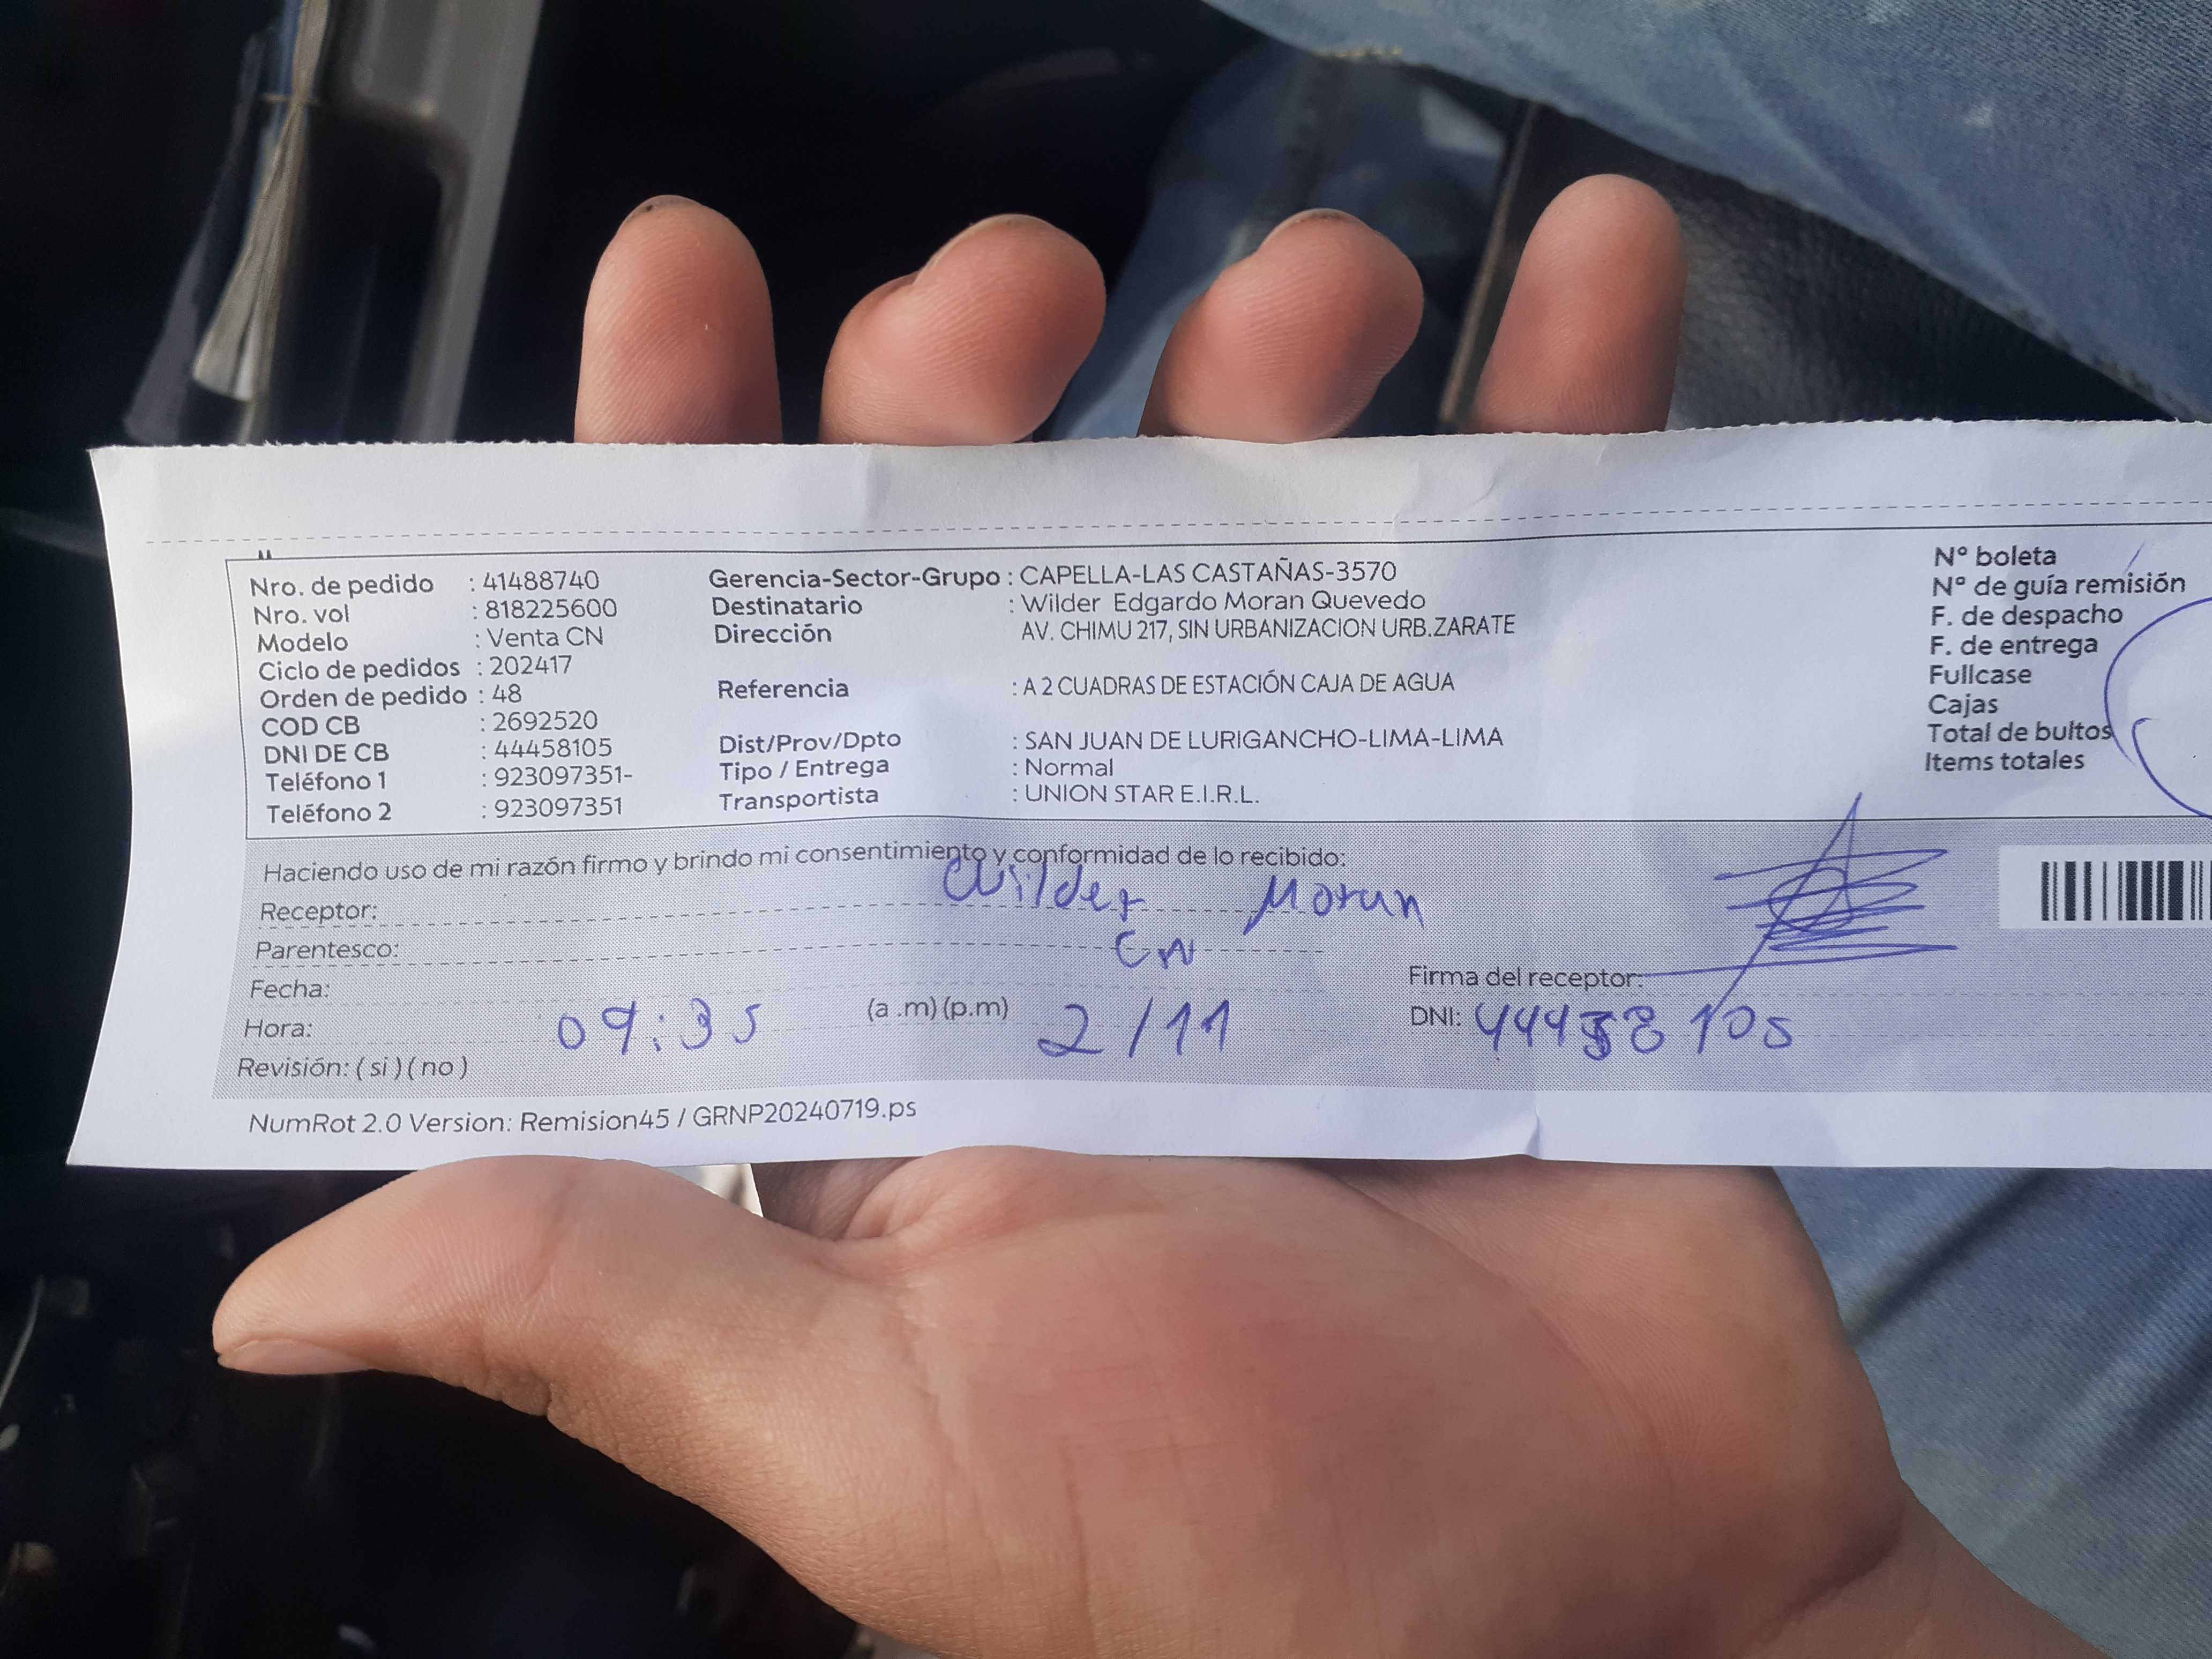 Nro. de pedido : 41488740
Nro. vol : 818225600
Modelo : Venta CN
Ciclo de pedidos : 202417
Orden de pedido : 48
COD CB : 2692520
DNI DE CB : 44458105
Teléfono 1 : 923097351-
Teléfono 2 : 923097351
Gerencia-Sector-Grupo : CAPELLA-LAS CASTAÑAS-3570
Destinatario : Wilder Edgardo Moran Quevedo
Dirección AV. CHIMU 217, SIN URBANIZACION URB.ZARATE
Referencia : A 2 CUADRAS DE ESTACIÓN CAJA DE AGUA
Dist/Prov/Dpto : SAN JUAN DE LURIGANCHO-LIMA-LIMA
Tipo / Entrega : Normal
Transportista : UNION STAR E.I.R.L.
Nº boleta
Nº de guía remisión
F. de despacho
F. de entrega
Fullcase
Cajas
Total de bultos
Items totales
Haciendo uso de mi razón firmo y brindo mi consentimiento y conformidad de lo recibido:
Receptor: Wilder Moran
Parentesco: CN
Fecha:
Hora: 09:35 (a .m) (p.m) 2/11
Revisión: ( si ) ( no )
Firma del receptor:
DNI: 44458105
NumRot 2.0 Version: Remision45 / GRNP20240719.ps